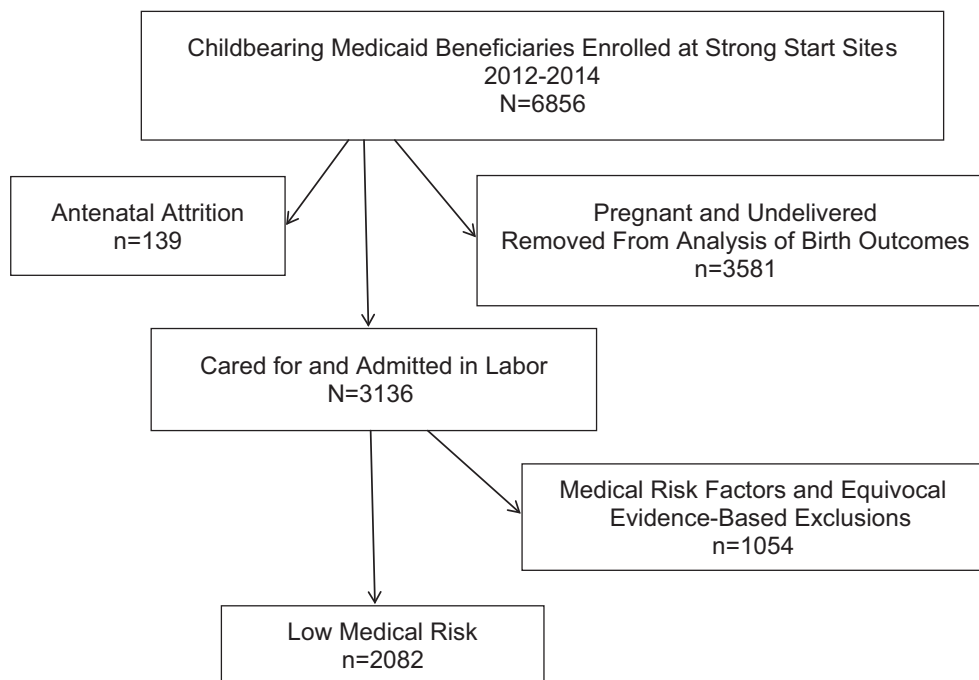 Childbearing Medicaid Beneficiaries Enrolled at Strong Start Sites
2012-2014
N=6856
Antenatal Attrition
n=139
Pregnant and Undelivered
Removed From Analysis of Birth Outcomes
n=3581
Cared for and Admitted in Labor
N=3136
Medical Risk Factors and Equivocal
Evidence-Based Exclusions
n=1054
Low Medical Risk
n=2082